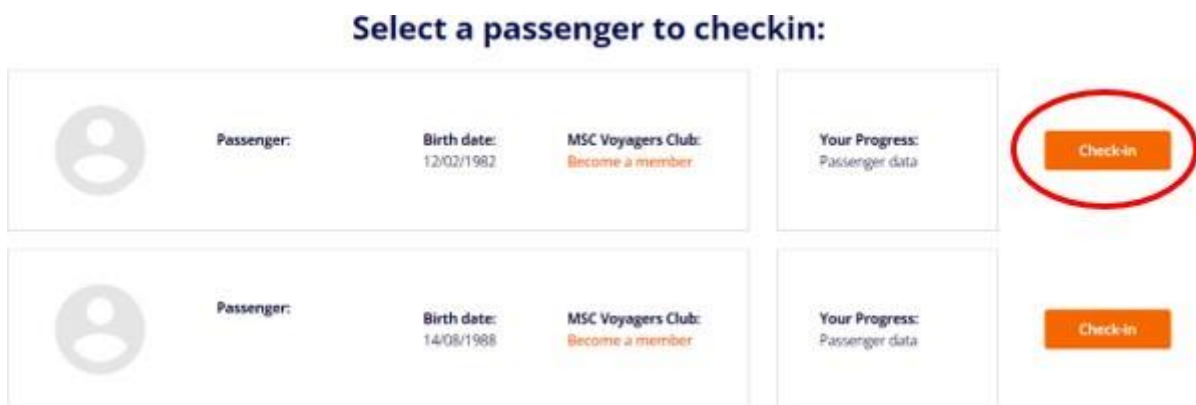 Select a passenger to checkin:
Passenger:
Birth date:
12/02/1982
MSC Voyagers Club:
Become a member
Your Progress:
Passenger data
Check-in
Passenger:
Birth date:
14/08/1988
MSC Voyagers Club:
Become a member
Your Progress:
Passenger data
Check-in